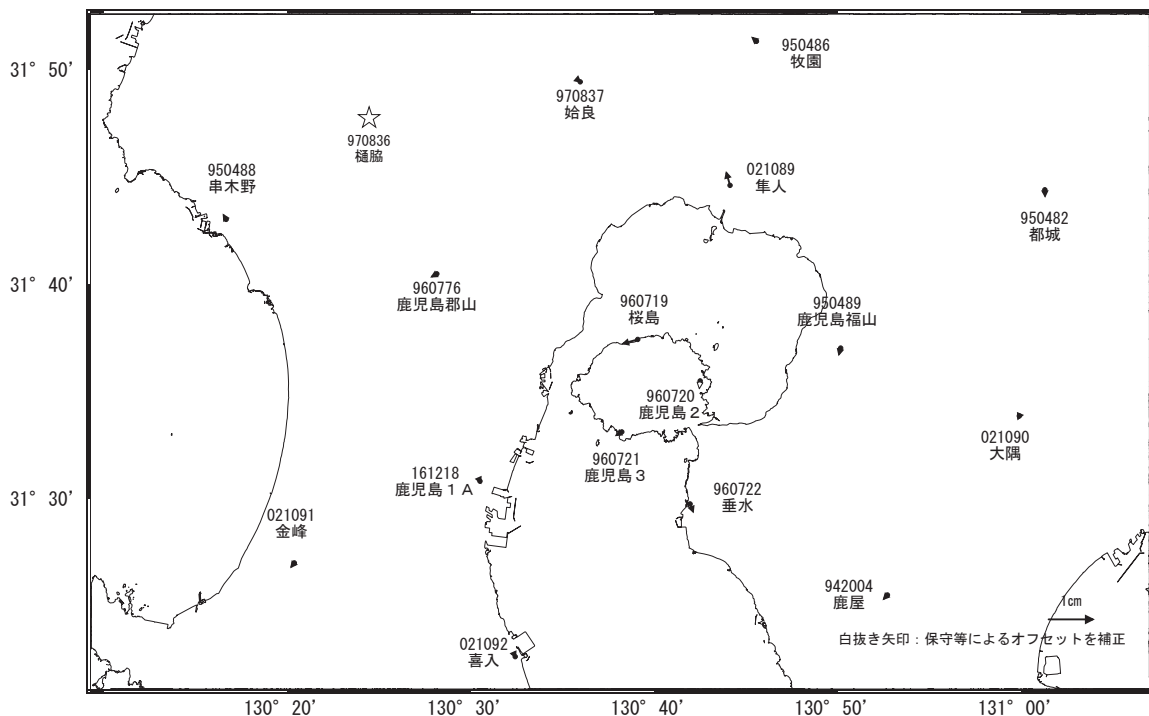 950486
牧園
31° 50'
970837
姶良
970836
樋脇
950488
串木野
021089
隼人
950482
都城
31° 40'
960776
鹿児島郡山
960719
桜島
950489
鹿児島福山
960720
鹿児島2
021090
大隅
960721
鹿児島3
161218
鹿児島1A
31° 30'
960722
垂水
021091
金峰
942004
鹿屋
1cm
白抜き矢印:保守等によるオフセットを補正
021092
喜入
130° 20'
130° 30'
130° 40'
130° 50'
131° 00'